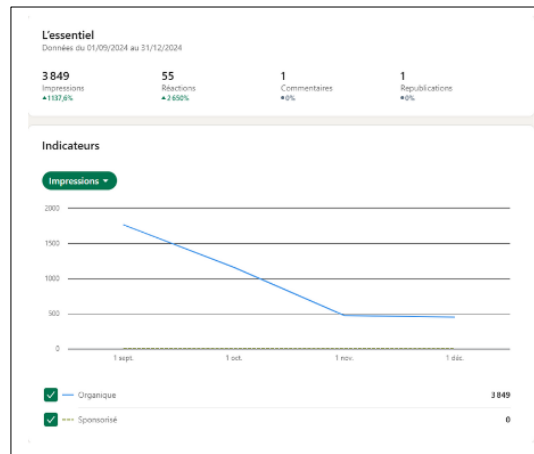 L'essentiel
Données du 01/09/2024 au 31/12/2024
3 849 55 1 1
Impressions Réactions Commentaires Republications
▲1137,6% ▲2 650% 0% 0%
Indicateurs
Impressions
2000
1500
1000
500
0
1 sept. 1 oct. 1 nov. 1 déc.
Organique 3 849
Sponsorisé 0